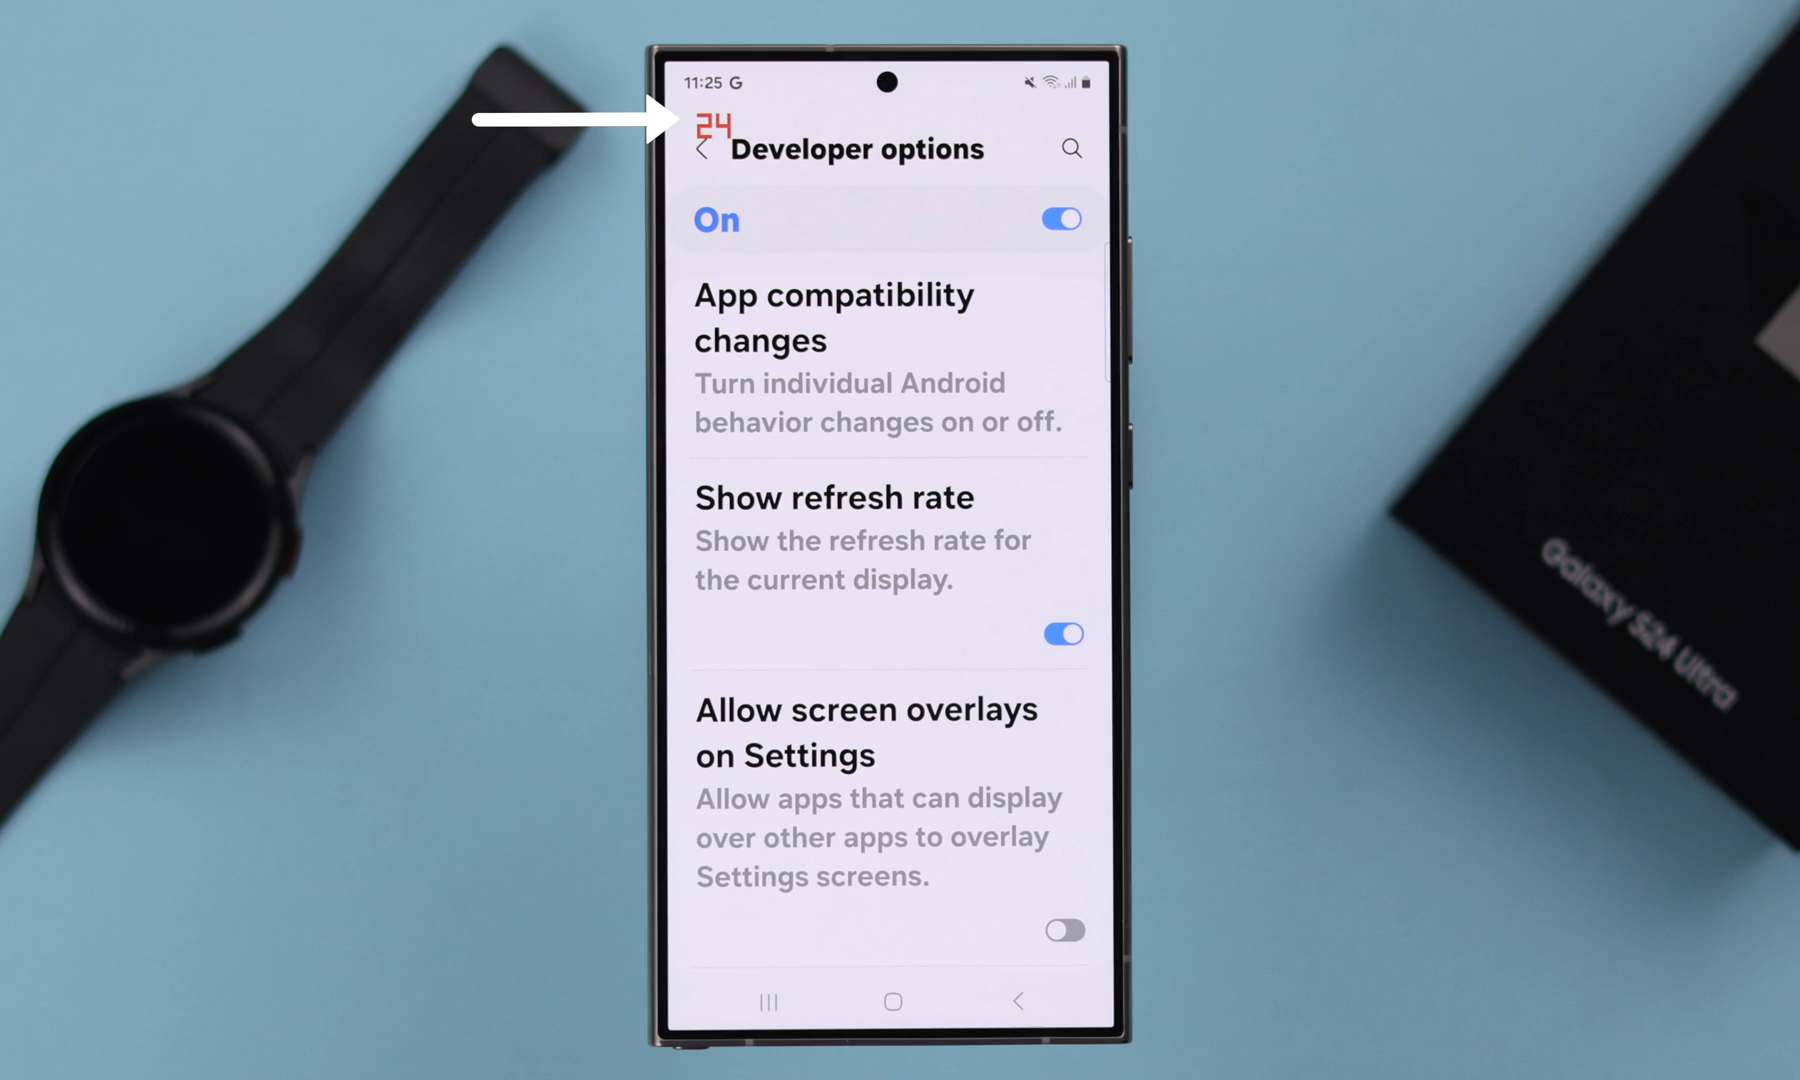 11:25 G
24
Developer options
On
App compatibility
changes
Turn individual Android
behavior changes on or off.
Show refresh rate
Show the refresh rate for
the current display.
Allow screen overlays
on Settings
Allow apps that can display
over other apps to overlay
Settings screens.
Galaxy S24 Ultra